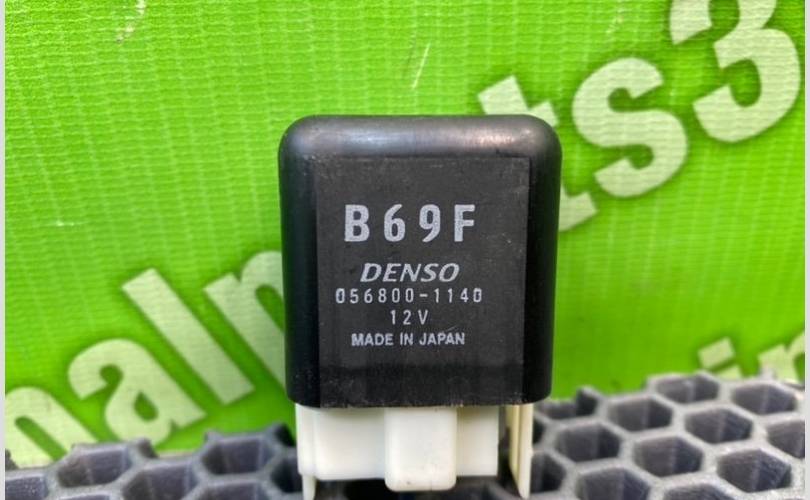 B69F
DENSO
056800-1140
12V
MADE IN JAPAN